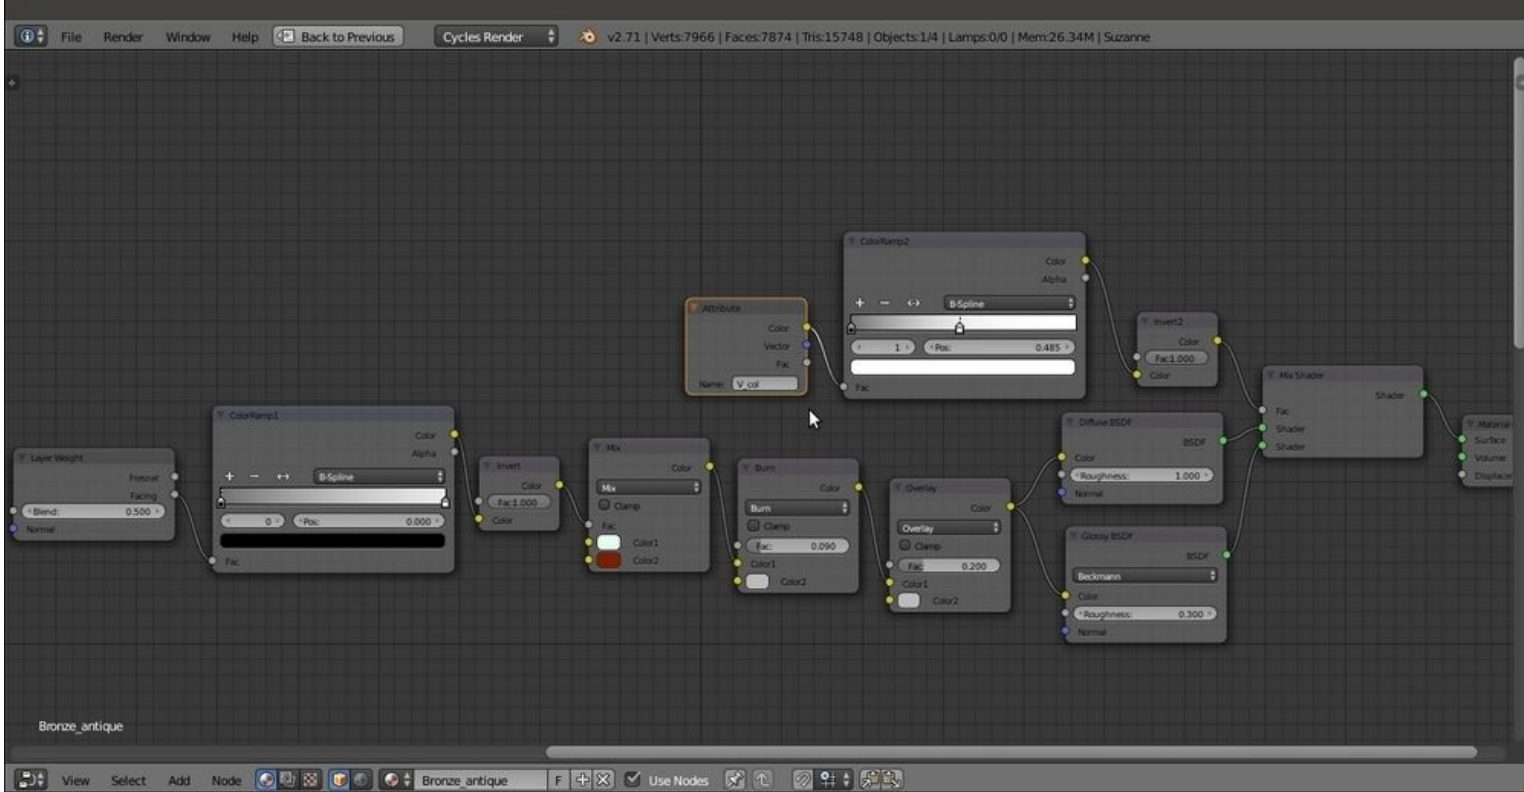 File Render Window Help Back to Previous Cycles Render v2.71 | Verts:7966 | Faces:7874 | Tris:15748 | Objects:1/4 | Lamps:0/0 | Mem:26.34M | Suzanne
ColorRamp2
Color
Alpha
B-Spline
1 Pos: 0.485
Fac
Attribute
Color
Vector
Fac
Name: V_col
Invert2
Color
Fac:1.000
Color
Mix Shader
Shader
Fac
Shader
Shader
Material
Surface
Volume
Displace
Layer Weight
Fresnel
Facing
Blend: 0.500
Normal
ColorRamp1
Color
Alpha
B-Spline
0 Pos: 0.000
Fac
Invert
Color
Fac:1.000
Color
Mix
Color
Mix
Clamp
Fac
Color1
Color2
Burn
Color
Burn
Clamp
Fac: 0.090
Color1
Color2
Overlay
Color
Overlay
Clamp
Fac: 0.200
Color1
Color2
Diffuse BSDF
BSDF
Color
Roughness: 1.000
Normal
Glossy BSDF
BSDF
Beckmann
Color
Roughness: 0.300
Normal
Bronze_antique
View Select Add Node Bronze_antique F Use Nodes